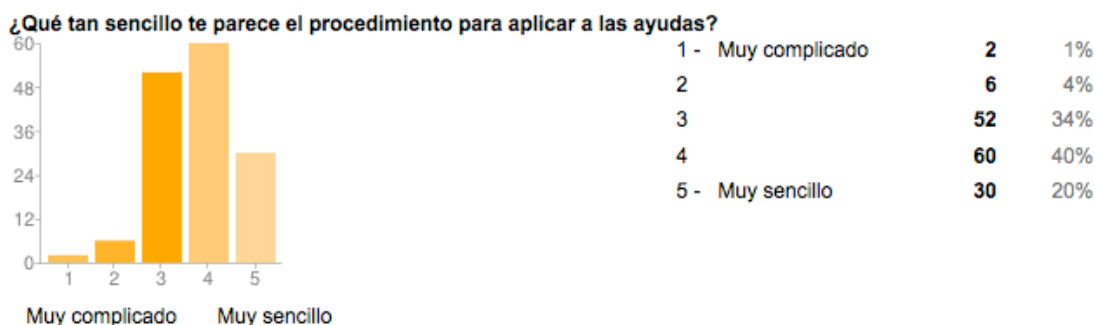 ¿Qué tan sencillo te parece el procedimiento para aplicar a las ayudas?
60
48
36
24
12
0
1 2 3 4 5
Muy complicado Muy sencillo
1 - Muy complicado 2 1%
2 6 4%
3 52 34%
4 60 40%
5 - Muy sencillo 30 20%